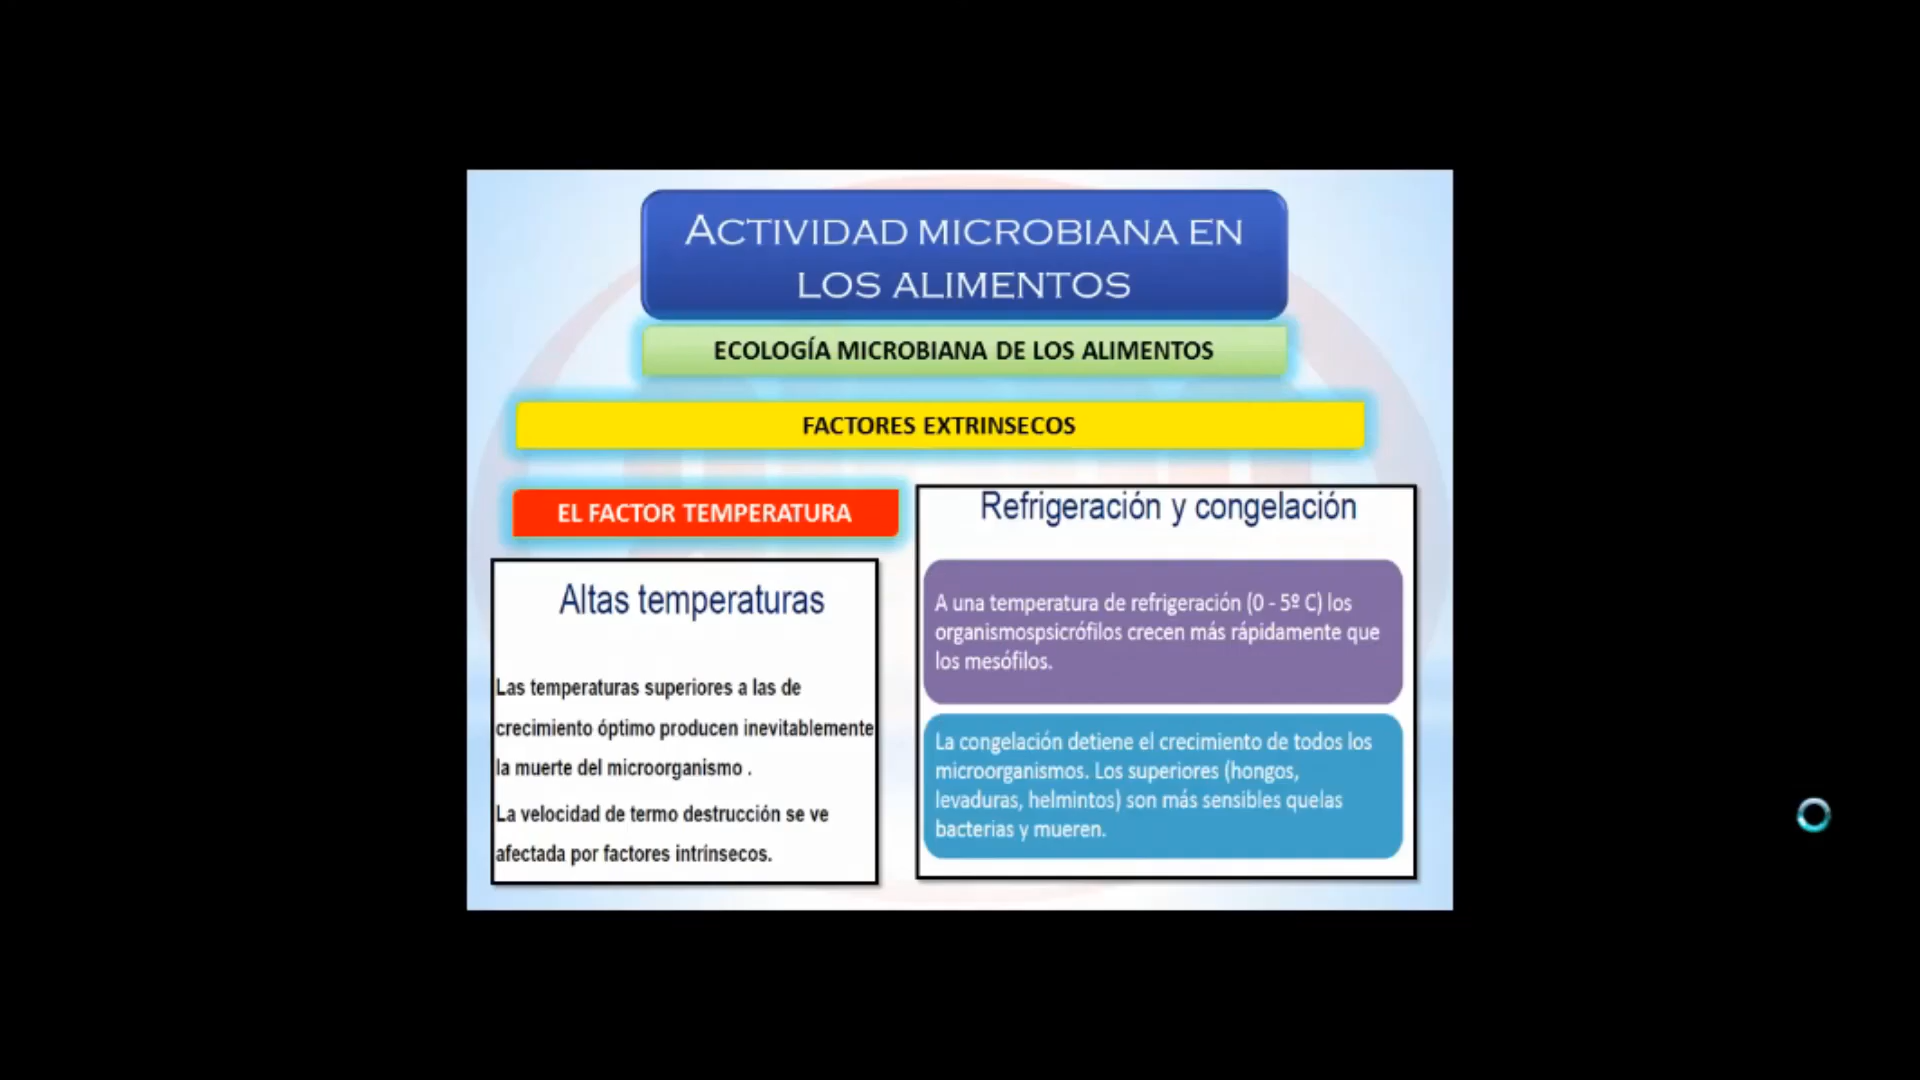 ACTIVIDAD MICROBIANA EN
LOS ALIMENTOS
ECOLOGÍA MICROBIANA DE LOS ALIMENTOS
FACTORES EXTRINSECOS
EL FACTOR TEMPERATURA
Altas temperaturas
Las temperaturas superiores a las de
crecimiento óptimo producen inevitablemente
la muerte del microorganismo .
La velocidad de termo destrucción se ve
afectada por factores intrínsecos.
Refrigeración y congelación
A una temperatura de refrigeración (0 - 5º C) los
organismospsicrófilos crecen más rápidamente que
los mesófilos.
La congelación detiene el crecimiento de todos los
microorganismos. Los superiores (hongos,
levaduras, helmintos) son más sensibles quelas
bacterias y mueren.